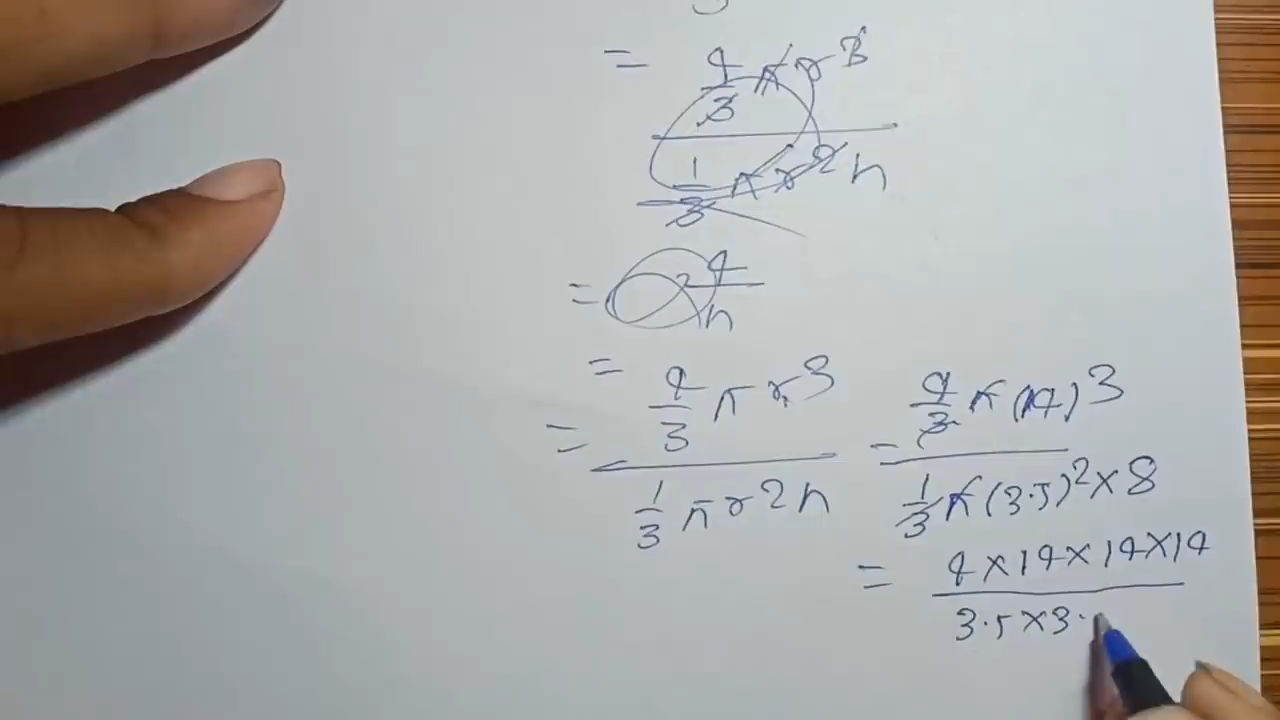 = 4/3 πr³
1/3 πr²h
= 4/h
=
= 4/3 πr³ / 1/3 πr²h
= 4/3 π(14)³ / 1/3 π(3.5)²×8
= 4×14×14×14 / 3.5×3.